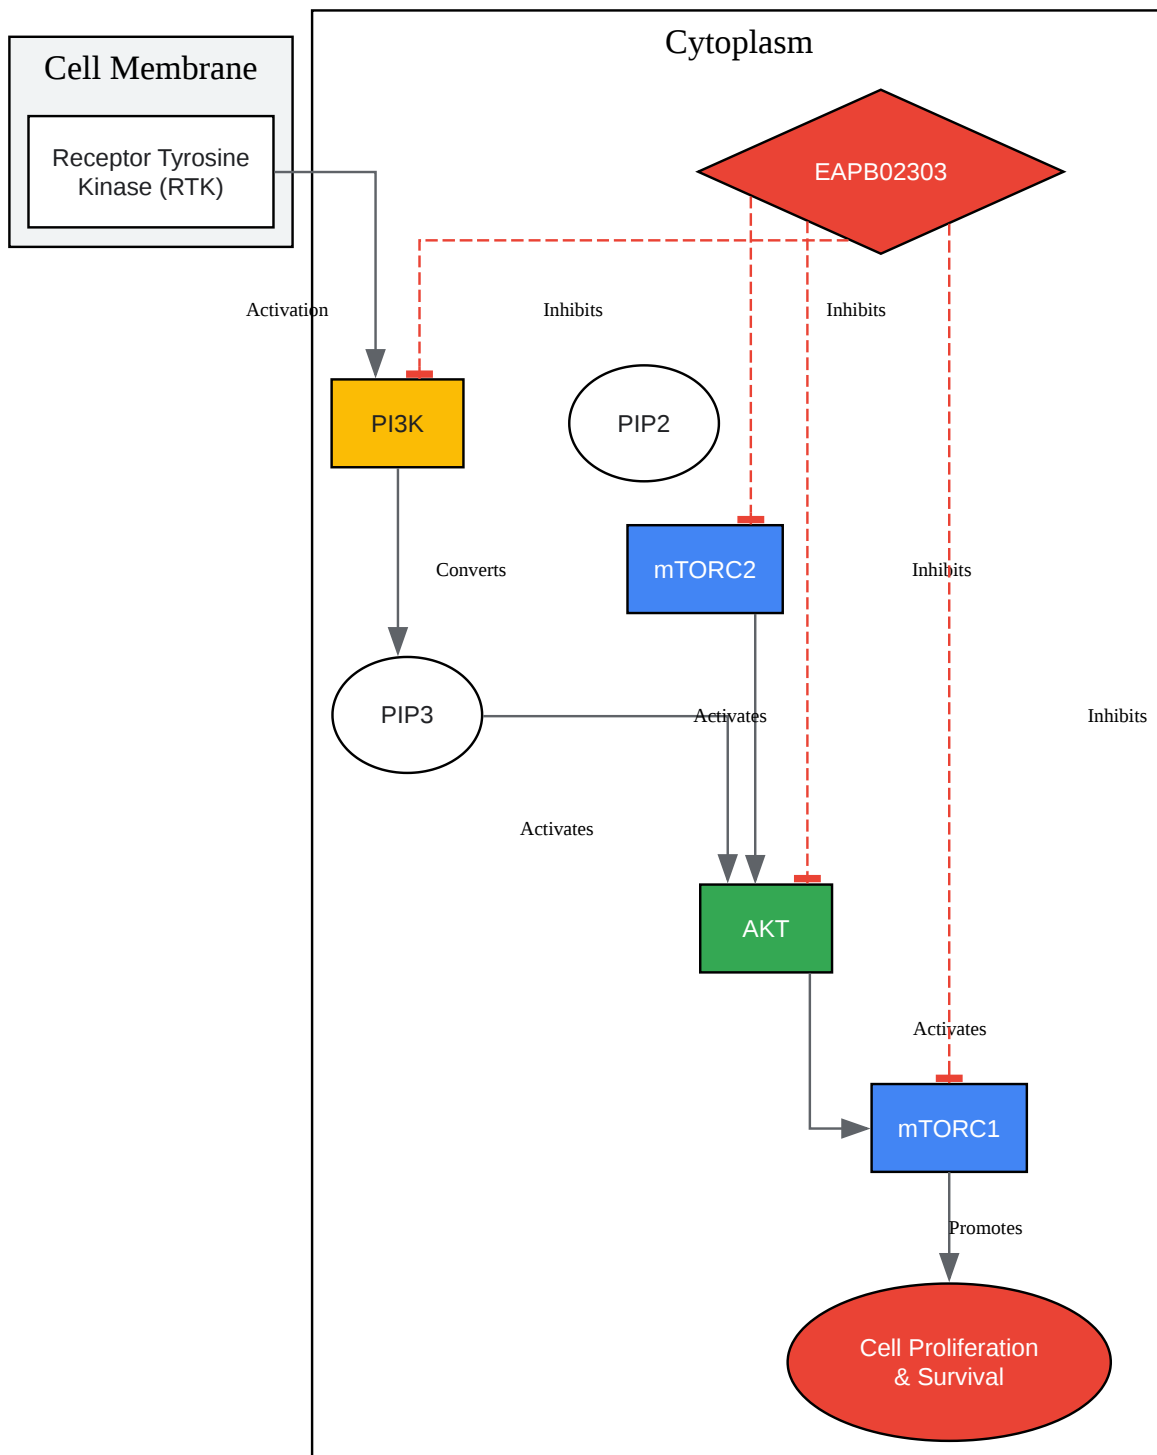 Cytoplasm
Cell Membrane
Receptor Tyrosine
Kinase (RTK)
EAPB02303
Activation
Inhibits
Inhibits
PI3K
PIP2
Converts
mTORC2
Inhibits
PIP3
Activates
Inhibits
Activates
AKT
Activates
mTORC1
Promotes
Cell Proliferation
& Survival